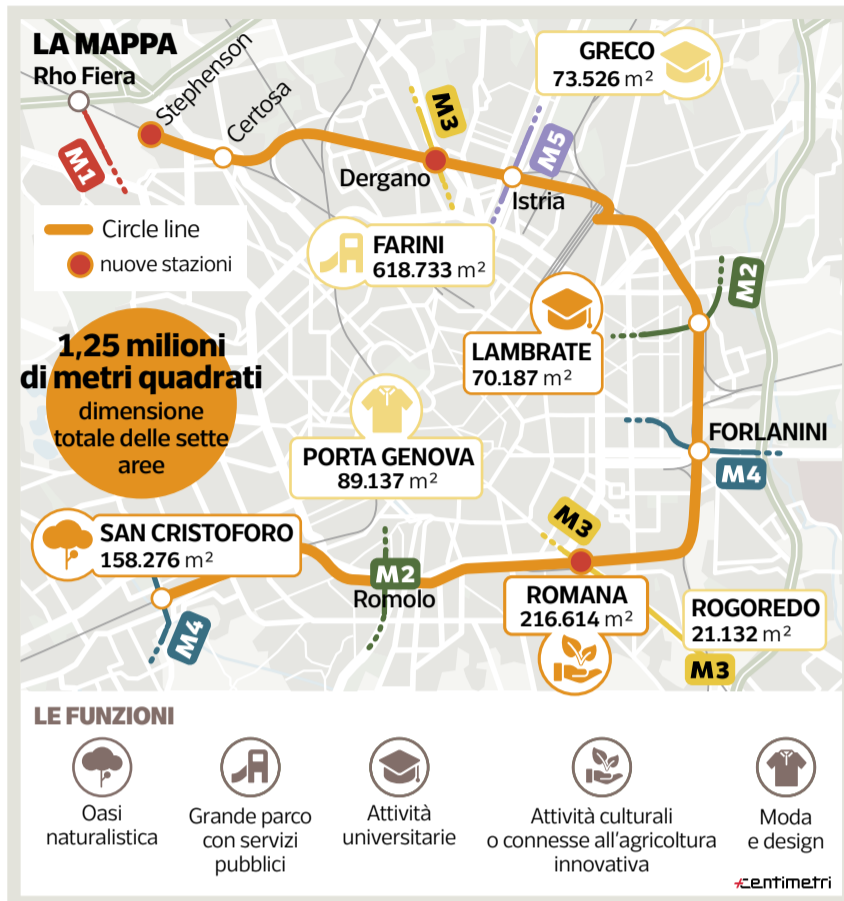 LA MAPPA
Rho Fiera
Stephenson
Certosa
M1
M3
Dergano
M5
Istria
GRECO
73.526 m²
Circle line
nuove stazioni
FARINI
618.733 m²
M2
LAMBRATE
70.187 m²
1,25 milioni
di metri quadrati
dimensione
totale delle sette
aree
PORTA GENOVA
89.137 m²
FORLANINI
M4
SAN CRISTOFORO
158.276 m²
M4
M2
Romolo
M3
ROMANA
216.614 m²
ROGOREDO
21.132 m²
M3
LE FUNZIONI
Oasi
naturalistica
Grande parco
con servizi
pubblici
Attività
universitarie
Attività culturali
o connesse all'agricoltura
innovativa
Moda
e design
centimetri